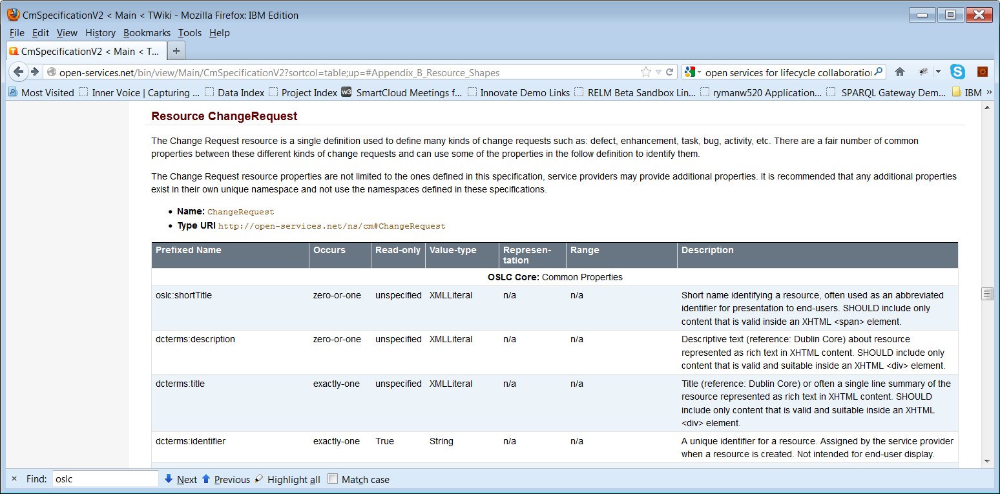 CmSpecificationV2 < Main < TWiki - Mozilla Firefox: IBM Edition
File Edit View History Bookmarks Tools Help
CmSpecificationV2 < Main < T...
open-services.net/bin/view/Main/CmSpecificationV2?sortcol=table;up=#Appendix_B_Resource_Shapes open services for lifecycle collaboratio
Most Visited Inner Voice | Capturing ... Data Index Project Index w3 SmartCloud Meetings f... Innovate Demo Links RELM Beta Sandbox Lin... rymanw520 Application... SPARQL Gateway Dem... IBM »
Resource ChangeRequest
The Change Request resource is a single definition used to define many kinds of change requests such as: defect, enhancement, task, bug, activity, etc. There are a fair number of common
properties between these different kinds of change requests and can use some of the properties in the follow definition to identify them.
The Change Request resource properties are not limited to the ones defined in this specification, service providers may provide additional properties. It is recommended that any additional properties
exist in their own unique namespace and not use the namespaces defined in these specifications.
• Name: ChangeRequest
• Type URI http://open-services.net/ns/cm#ChangeRequest
Prefixed Name Occurs Read-only Value-type Represen- Range Description
tation
OSLC Core: Common Properties
oslc:shortTitle zero-or-one unspecified XMLLiteral n/a n/a Short name identifying a resource, often used as an abbreviated
identifier for presentation to end-users. SHOULD include only
content that is valid inside an XHTML <span> element.
dcterms:description zero-or-one unspecified XMLLiteral n/a n/a Descriptive text (reference: Dublin Core) about resource
represented as rich text in XHTML content. SHOULD include only
content that is valid and suitable inside an XHTML <div> element.
dcterms:title exactly-one unspecified XMLLiteral n/a n/a Title (reference: Dublin Core) or often a single line summary of the
resource represented as rich text in XHTML content. SHOULD
include only content that is valid and suitable inside an XHTML
<div> element.
dcterms:identifier exactly-one True String n/a n/a A unique identifier for a resource. Assigned by the service provider
when a resource is created. Not intended for end-user display.
× Find: oslc Next Previous Highlight all Match case